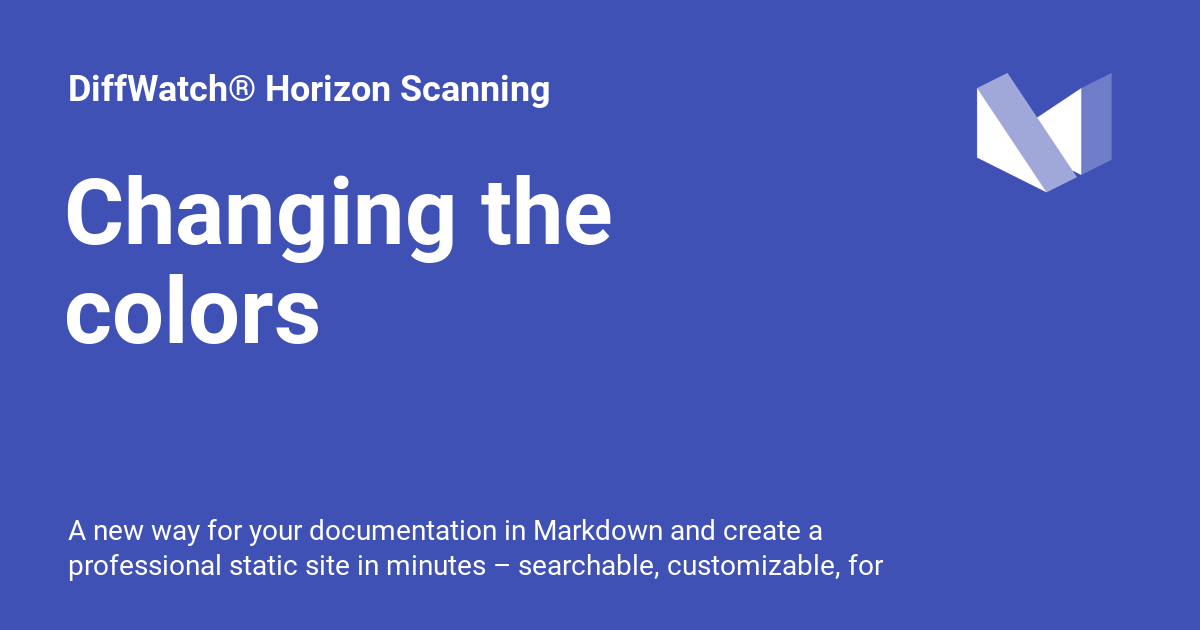 DiffWatch® Horizon Scanning
Changing the
colors
A new way for your documentation in Markdown and create a
professional static site in minutes – searchable, customizable, for